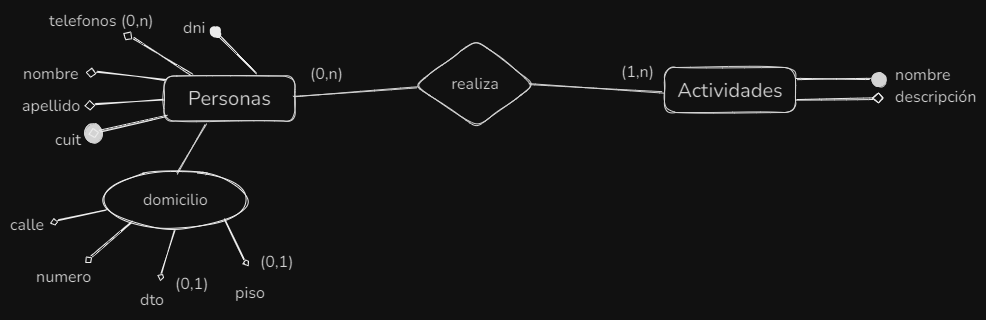 telefonos (0,n)
dni
nombre
apellido
cuit
Personas
(0,n)
realiza
(1,n)
Actividades
nombre
descripción
domicilio
calle
numero
dto
(0,1)
piso
(0,1)